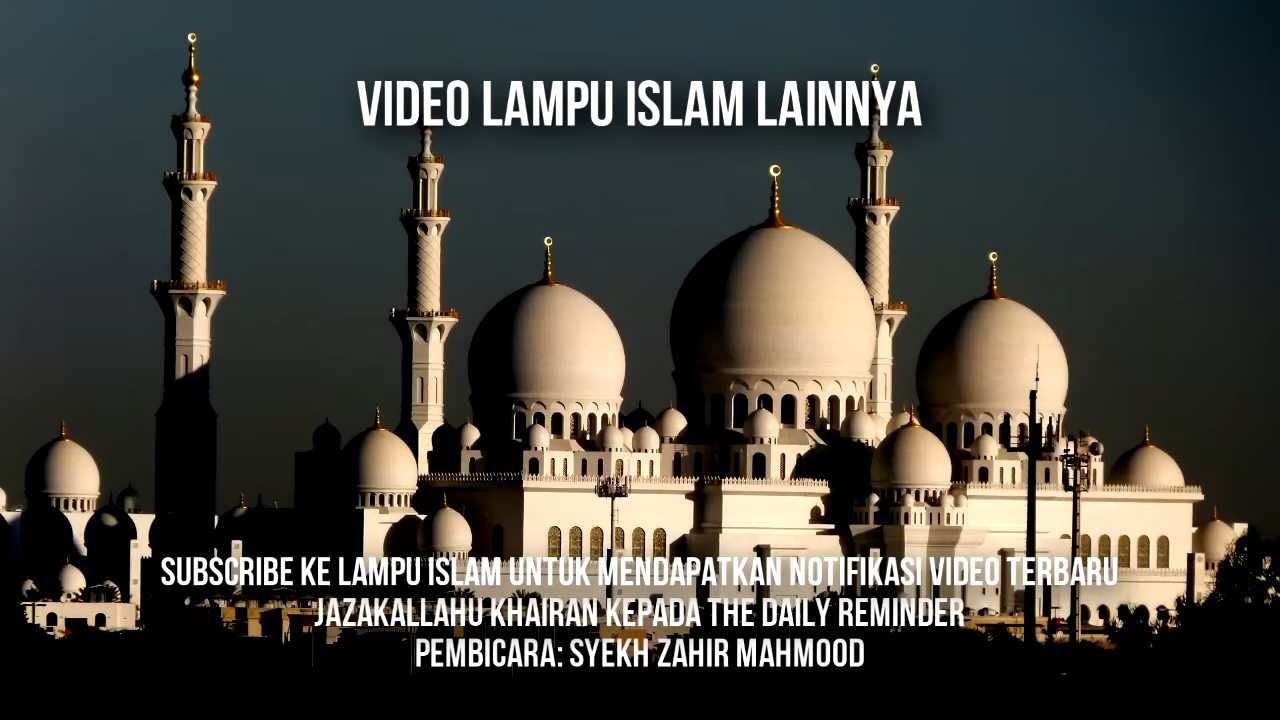 VIDEO LAMPU ISLAM LAINNYA
SUBSCRIBE KE LAMPU ISLAM UNTUK MENDAPATKAN NOTIFIKASI VIDEO TERBARU
JAZAKALLAHU KHAIRAN KEPADA THE DAILY REMINDER
PEMBICARA: SYEKH ZAHIR MAHMOOD